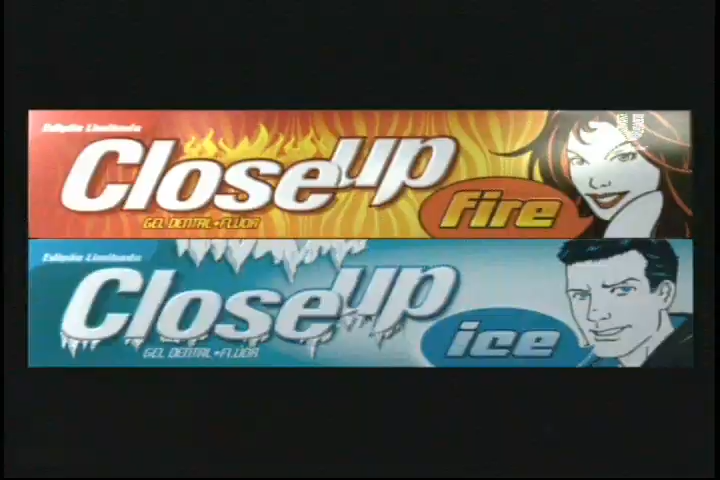 Edição Limitada
Closeup
fire
GEL DENTAL • FLÚOR
Edição Limitada
Closeup
ice
GEL DENTAL • FLÚOR